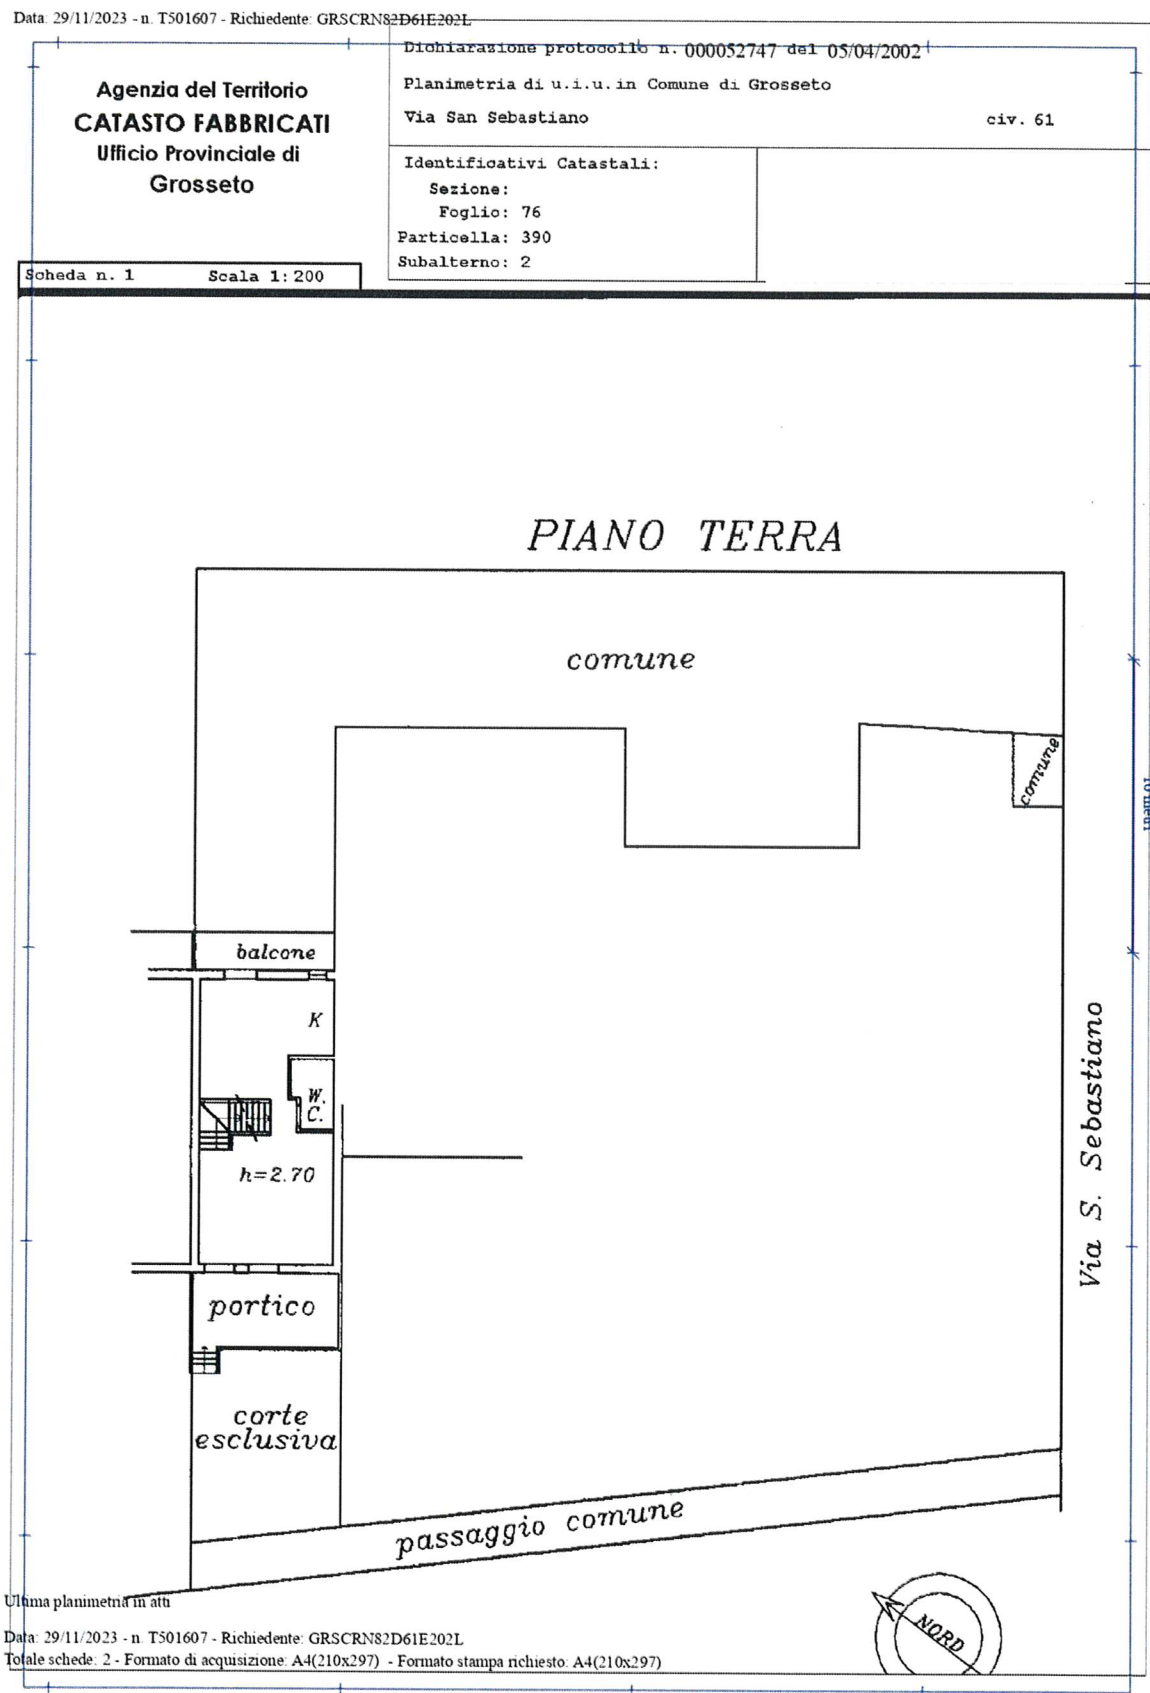 Data: 29/11/2023 - n. T501607 - Richiedente: GRSCRN82D61E202L
Dichiarazione protocollo n. 000052747 del 05/04/2002
Agenzia del Territorio
CATASTO FABBRICATI
Ufficio Provinciale di
Grosseto
Planimetria di u.i.u. in Comune di Grosseto
Via San Sebastiano civ. 61
Identificativi Catastali:
Sezione:
Foglio: 76
Particella: 390
Subalterno: 2
Scheda n. 1 Scala 1:200
PIANO TERRA
comune
comune
10 metri
balcone
K
W.
C.
h=2.70
Via S. Sebastiano
portico
corte
esclusiva
passaggio comune
NORD
Ultima planimetria in atti
Data: 29/11/2023 - n. T501607 - Richiedente: GRSCRN82D61E202L
Totale schede: 2 - Formato di acquisizione: A4(210x297) - Formato stampa richiesto: A4(210x297)